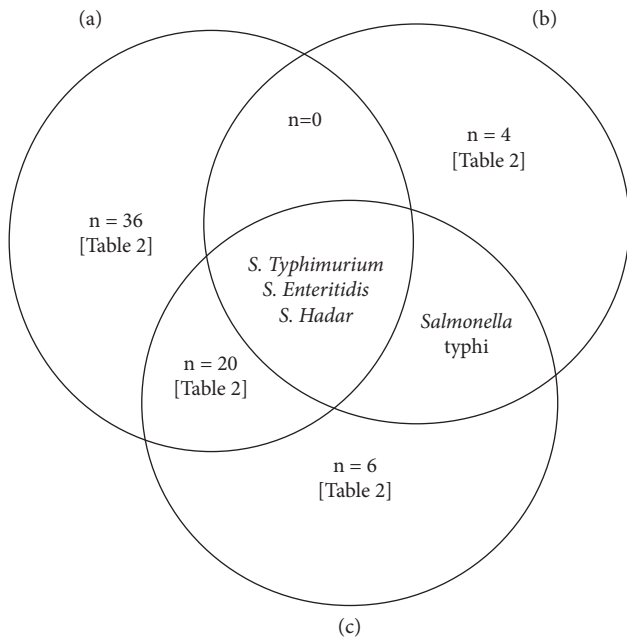 (a)
(b)
n=0
n = 4
[Table 2]
n = 36
[Table 2]
S. Typhimurium
S. Enteritidis
S. Hadar
Salmonella
typhi
n = 20
[Table 2]
n = 6
[Table 2]
(c)